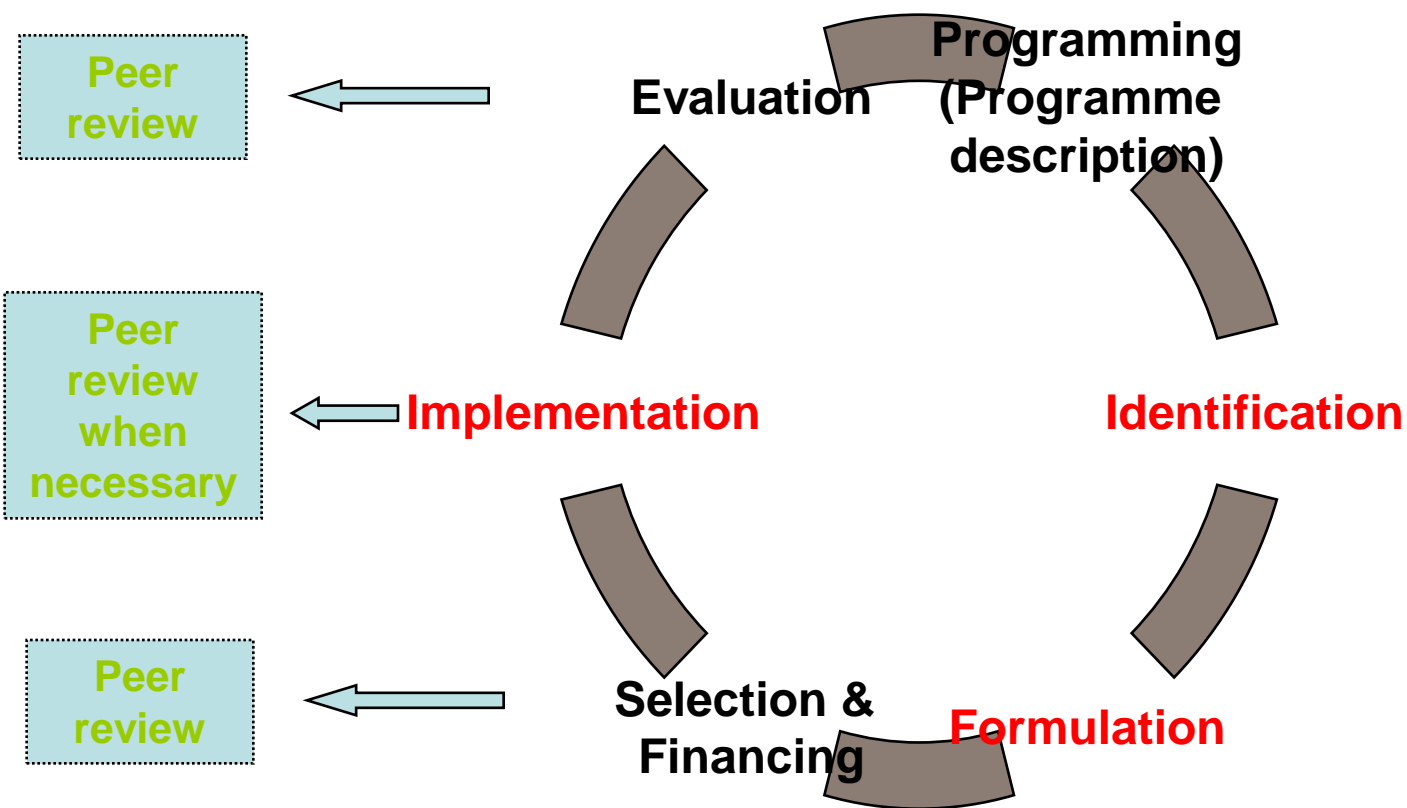 Peer
review
Evaluation
Programming
(Programme
description)
Peer
review
when
necessary
Implementation
Identification
Peer
review
Selection &
Financing
Formulation